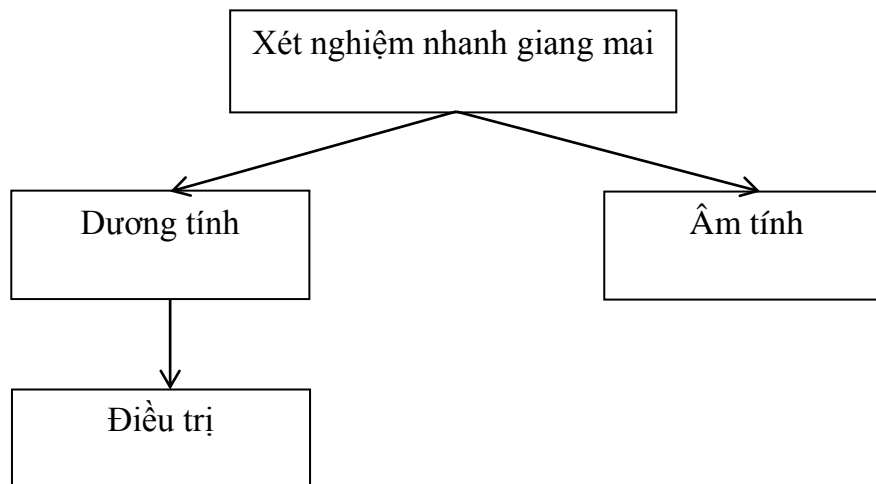 Xét nghiệm nhanh giang mai
Dương tính
Âm tính
Điều trị